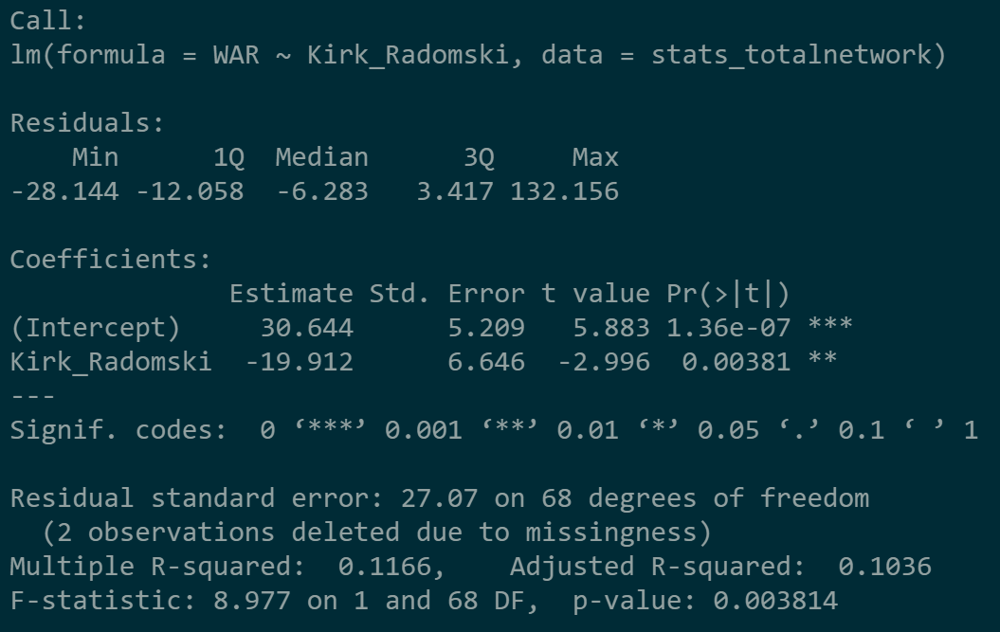 Call:
lm(formula = WAR ~ Kirk_Radomski, data = stats_totalnetwork)
Residuals:
    Min      1Q  Median      3Q     Max
-28.144 -12.058  -6.283   3.417 132.156
Coefficients:
              Estimate Std. Error t value Pr(>|t|)
(Intercept)     30.644      5.209   5.883 1.36e-07 ***
Kirk_Radomski  -19.912      6.646  -2.996  0.00381 **
---
Signif. codes:  0 ‘***’ 0.001 ‘**’ 0.01 ‘*’ 0.05 ‘.’ 0.1 ‘ ’ 1
Residual standard error: 27.07 on 68 degrees of freedom
  (2 observations deleted due to missingness)
Multiple R-squared:  0.1166,    Adjusted R-squared:  0.1036
F-statistic: 8.977 on 1 and 68 DF,  p-value: 0.003814